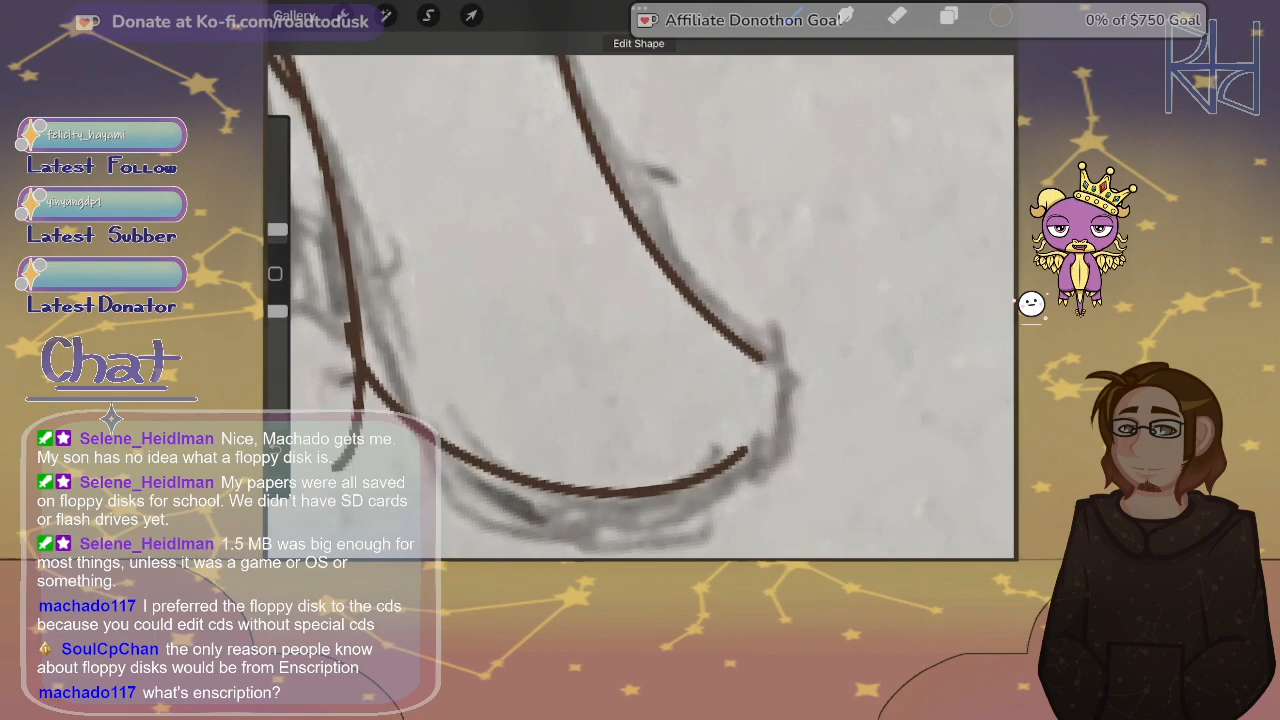 Donate at Ko-fi.com/roadtodusk
Gallery
Affiliate Donothon Goal
0% of $750 Goal
Edit Shape
felicity_hayami
Latest Follow
yinyangdp1
Latest Subber
Latest Donator
Chat
Selene_Heidlman Nice, Machado gets me.
My son has no idea what a floppy disk is.
Selene_Heidlman My papers were all saved
on floppy disks for school. We didn't have SD cards
or flash drives yet.
Selene_Heidlman 1.5 MB was big enough for
most things, unless it was a game or OS or
something.
machado117 I preferred the floppy disk to the cds
because you could edit cds without special cds
SoulCpChan the only reason people know
about floppy disks would be from Enscription
machado117 what's enscription?